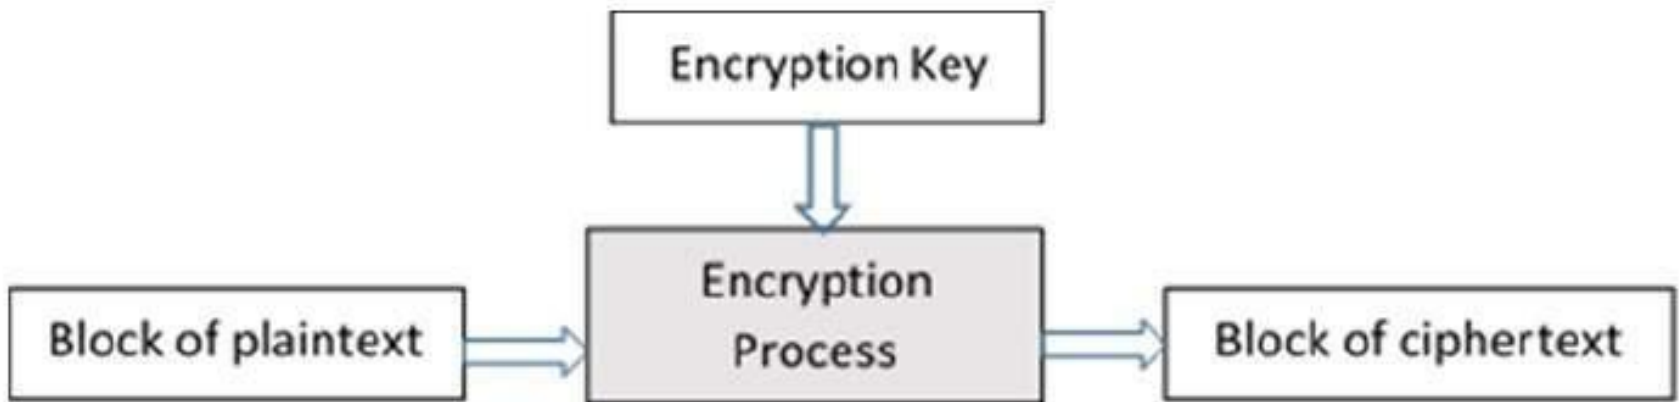 Encryption Key
Encryption
Process
Block of plaintext
Block of ciphertext